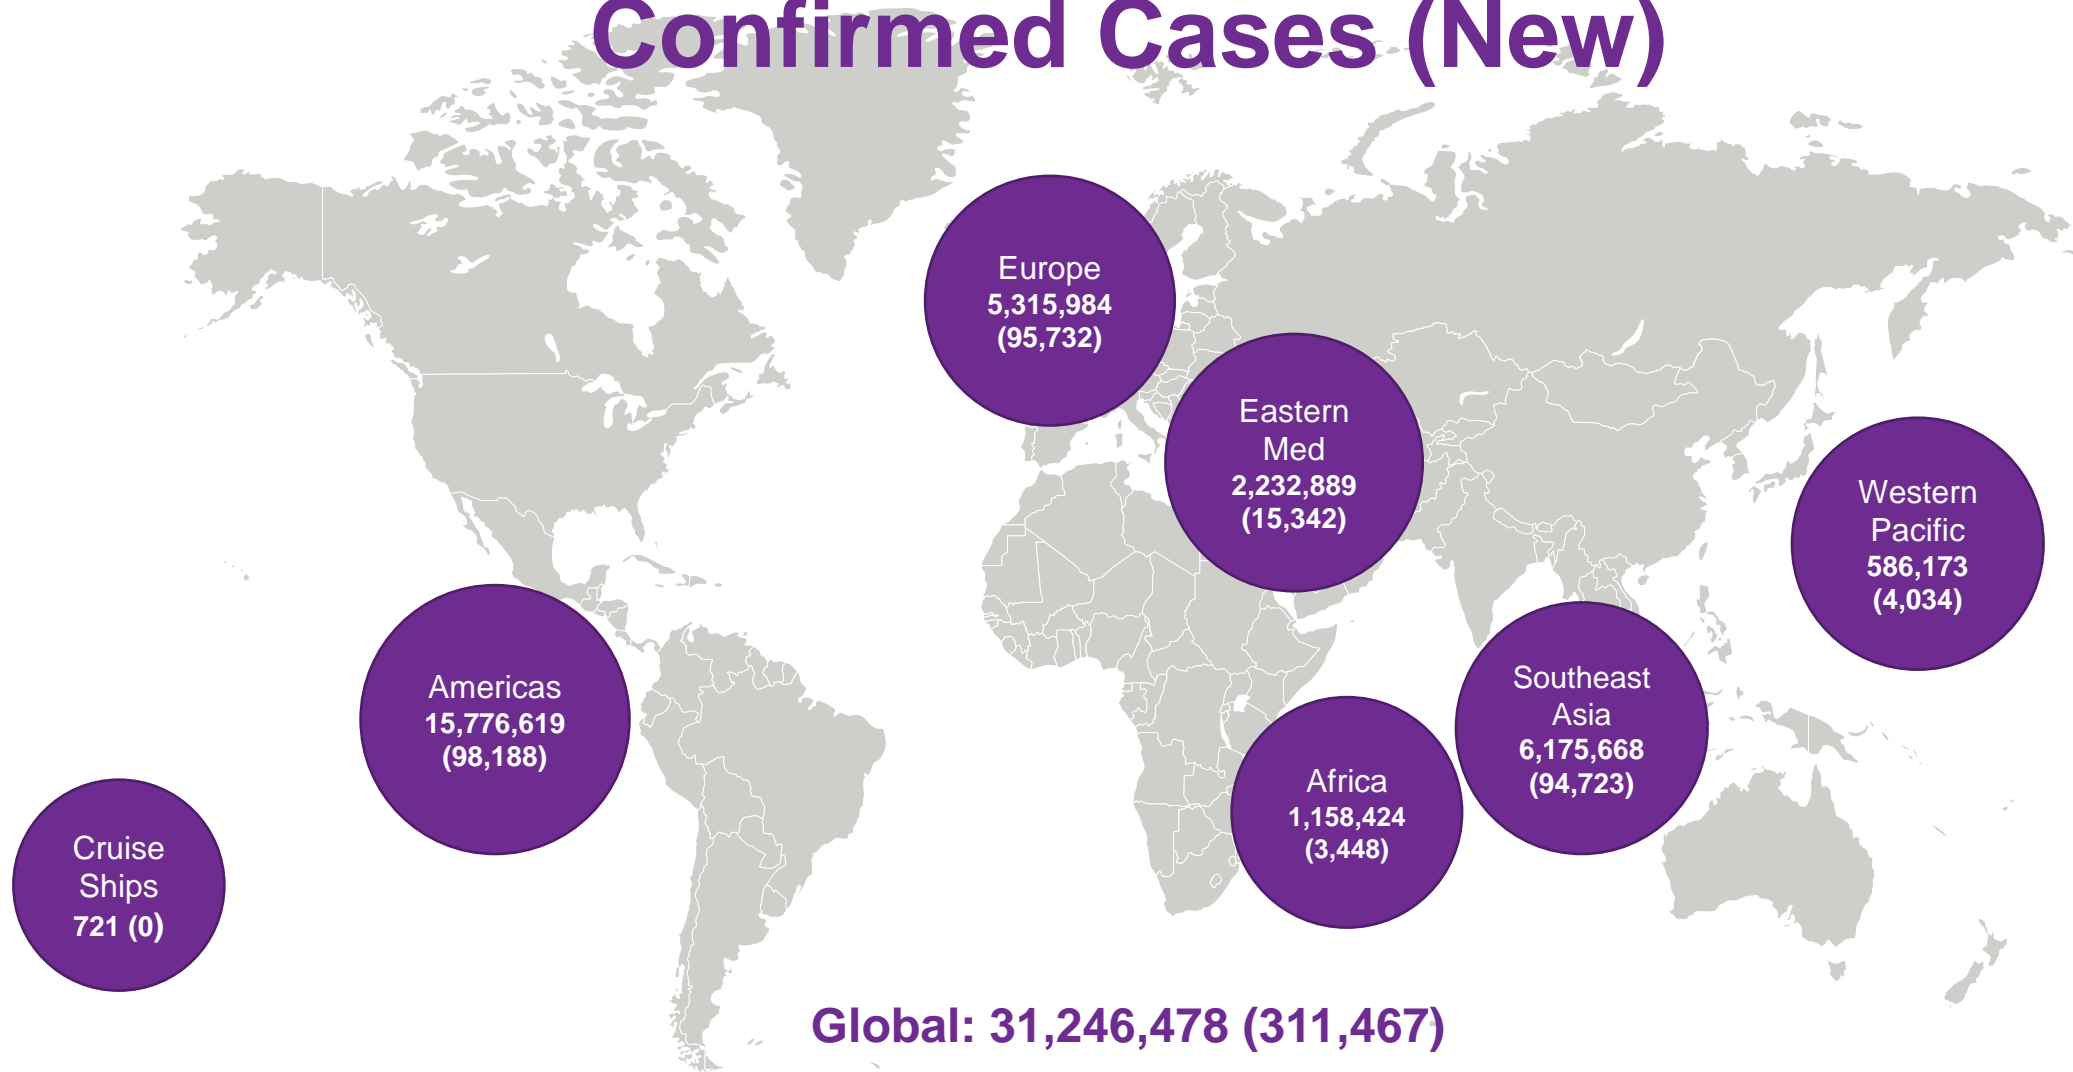 Confirmed Cases (New)
Europe
5,315,984
(95,732)
Eastern
Med
2,232,889
(15,342)
Western
Pacific
586,173
(4,034)
Americas
15,776,619
(98,188)
Southeast
Asia
6,175,668
(94,723)
Africa
1,158,424
(3,448)
Cruise
Ships
721 (0)
Global: 31,246,478 (311,467)